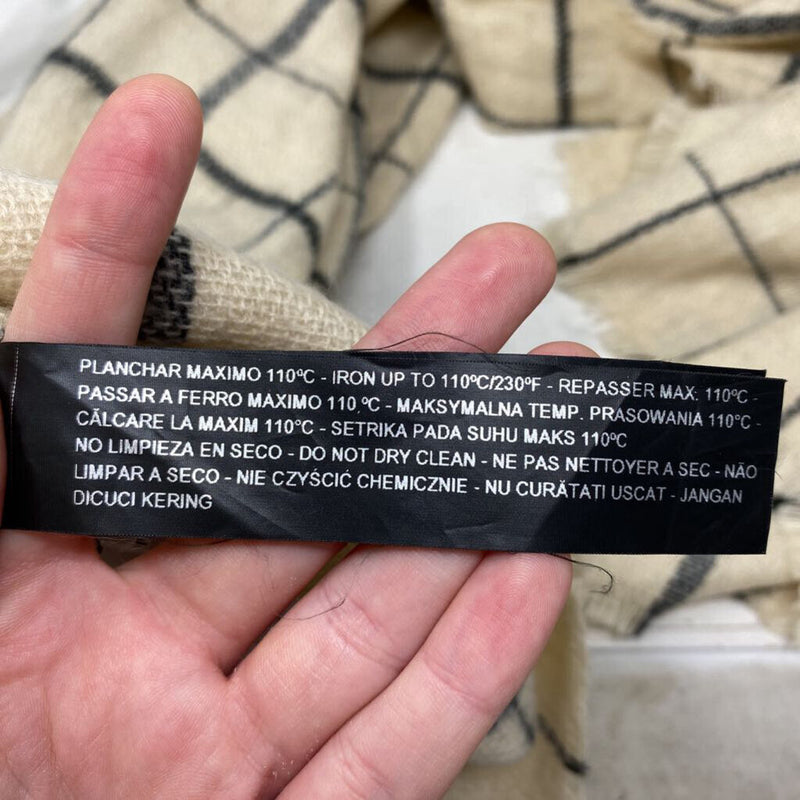 PLANCHAR MAXIMO 110ºC - IRON UP TO 110ºC/230ºF - REPASSER MAX. 110ºC -
PASSAR A FERRO MAXIMO 110 ºC - MAKSYMALNA TEMP. PRASOWANIA 110°C -
CĂLCARE LA MAXIM 110°C - SETRIKA PADA SUHU MAKS 110ºC
NO LIMPIEZA EN SECO - DO NOT DRY CLEAN - NE PAS NETTOYER A SEC - NÃO
LIMPAR A SECO - NIE CZYŚCIĆ CHEMICZNIE - NU CURĂTATI USCAT - JANGAN
DICUCI KERING